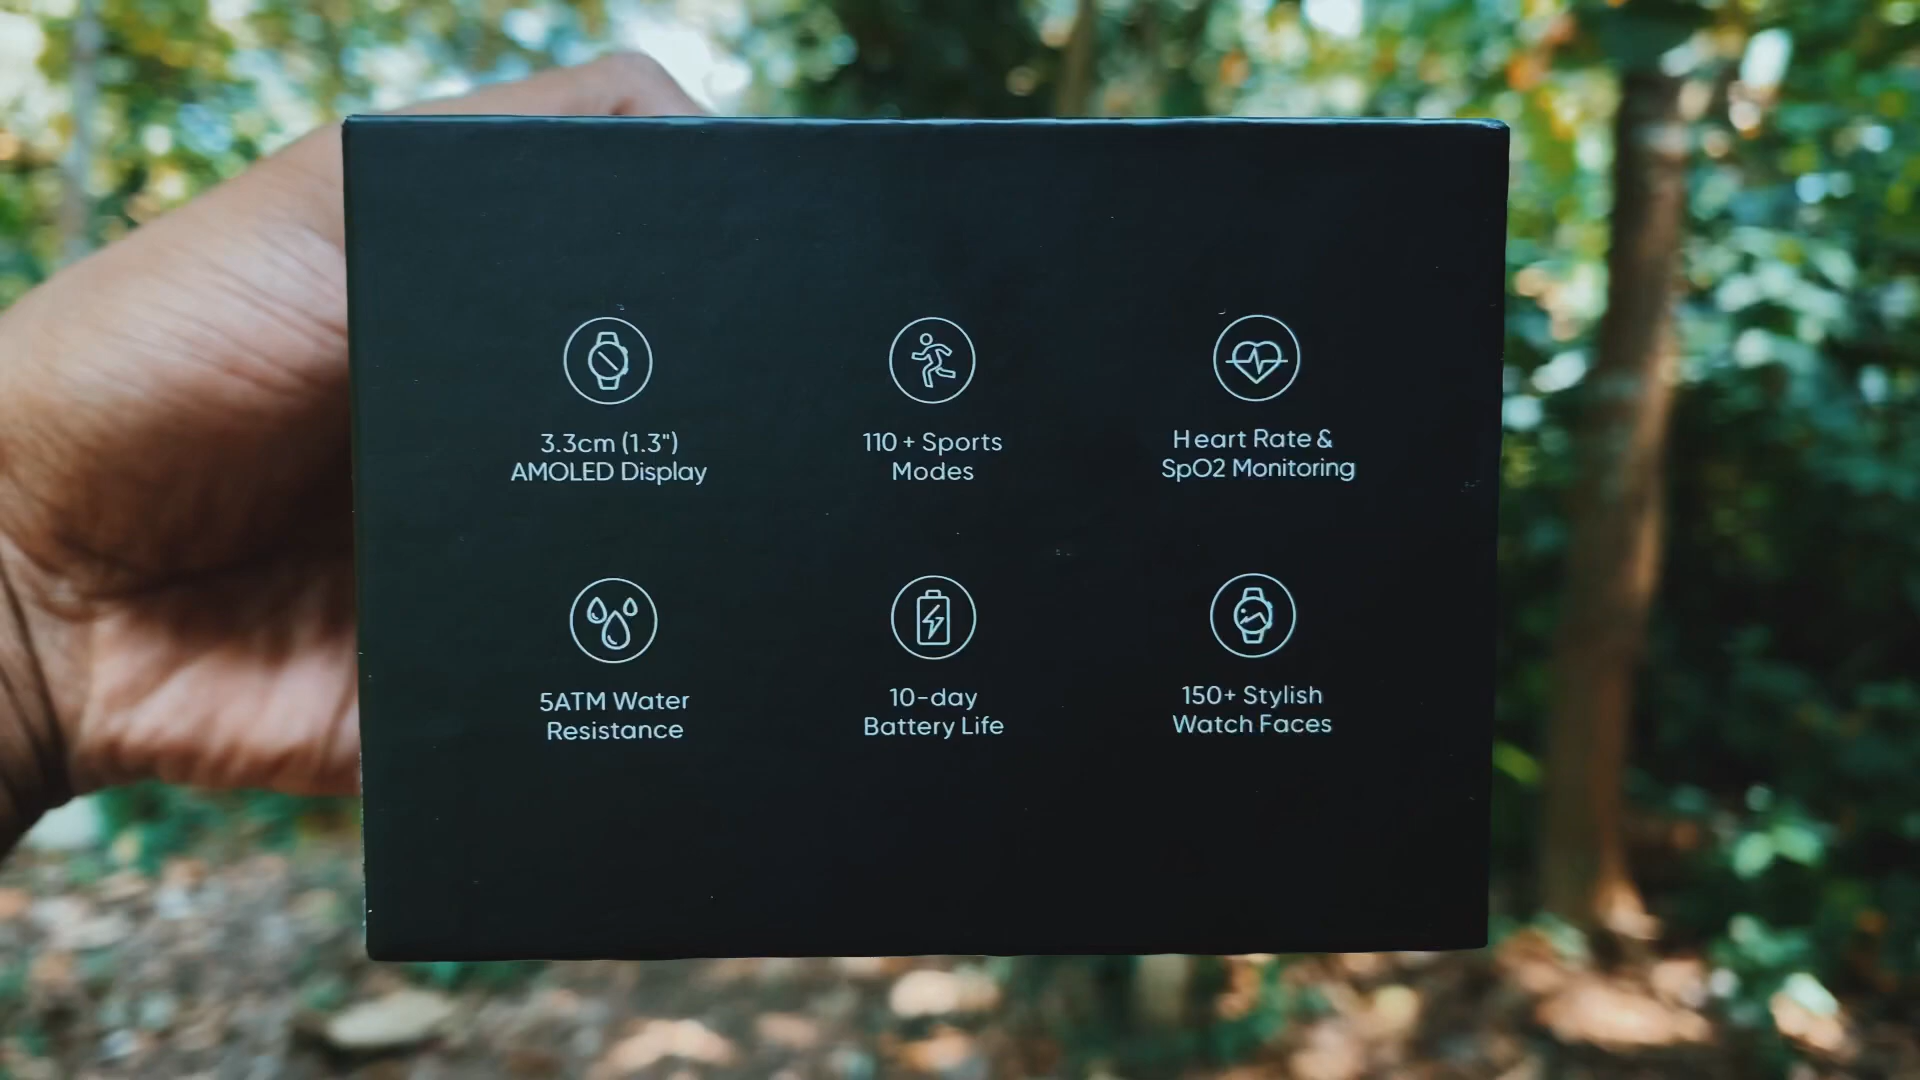 3.3cm (1.3")
AMOLED Display
110+ Sports
Modes
Heart Rate &
SpO2 Monitoring
5ATM Water
Resistance
10-day
Battery Life
150+ Stylish
Watch Faces